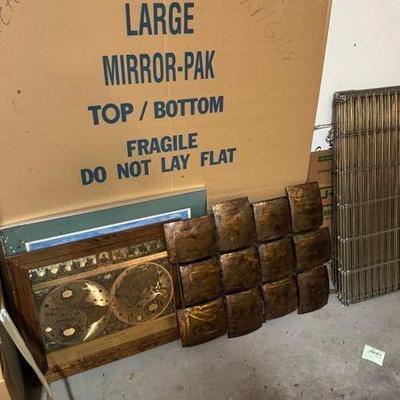 LARGE
MIRROR-PAK
TOP / BOTTOM
FRAGILE
DO NOT LAY FLAT